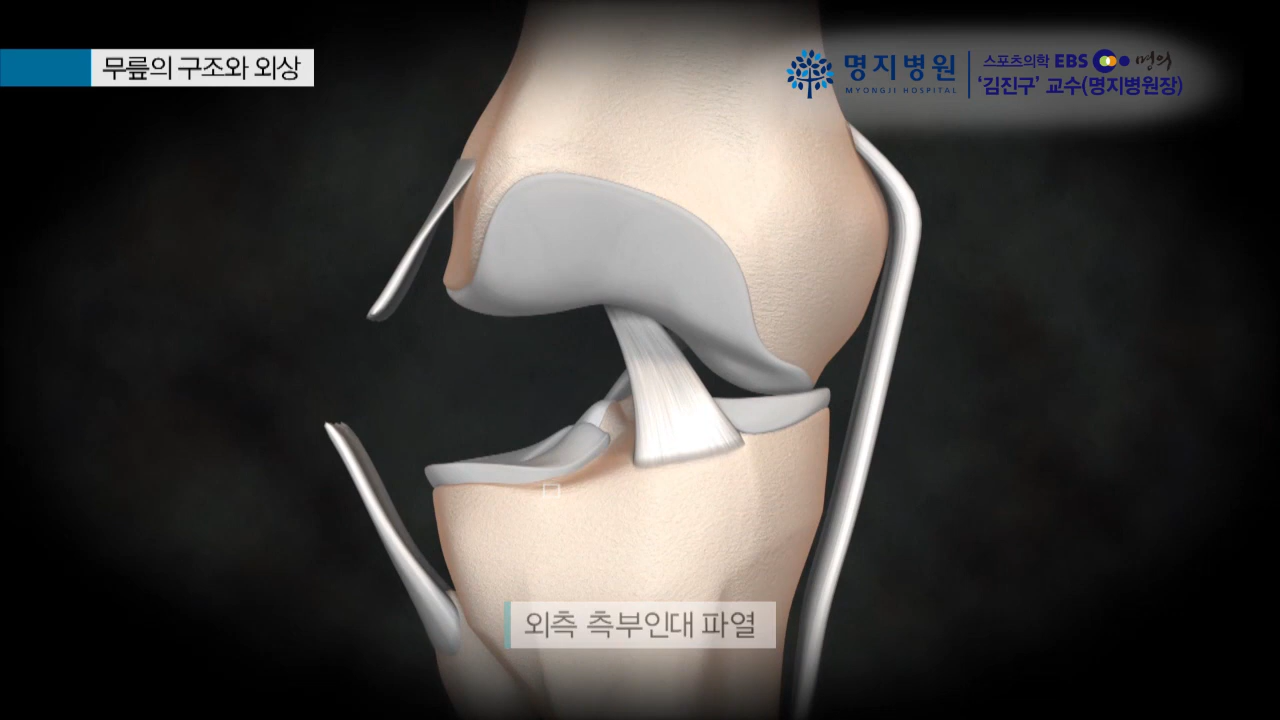 무릎의 구조와 외상
명지병원
MYONGJI HOSPITAL
스포츠의학 EBS 명의
'김진구' 교수(명지병원장)
외측 측부인대 파열